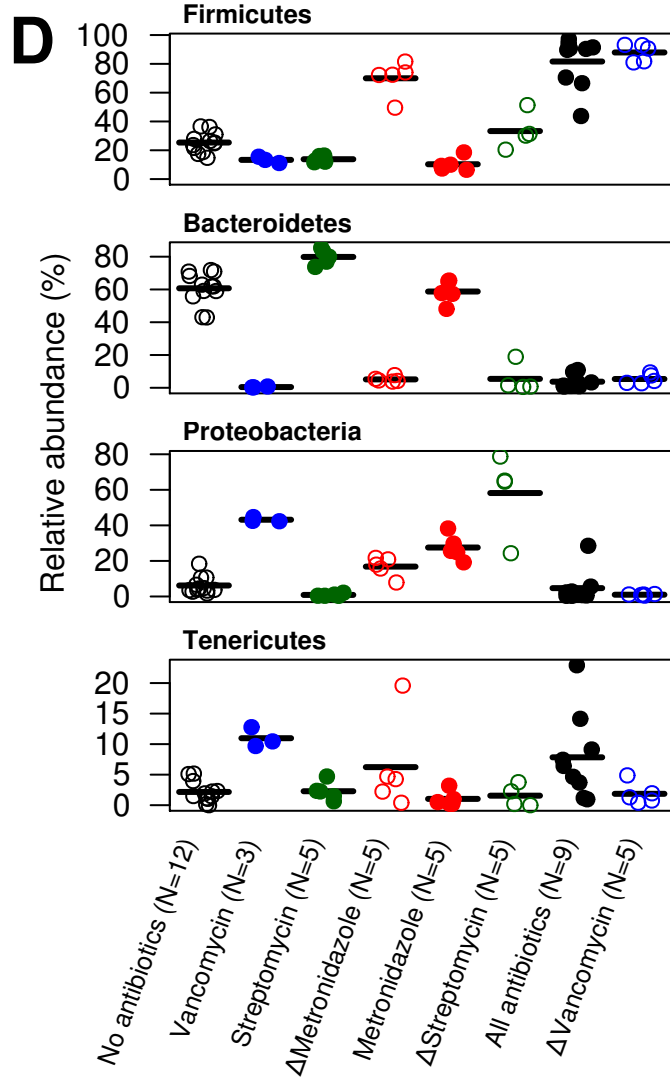 D
Firmicutes
100
80
60
40
20
0
Bacteroidetes
80
60
40
20
0
Relative abundance (%)
Proteobacteria
80
60
40
20
0
Tenericutes
20
15
10
5
0
No antibiotics (N=12)
Vancomycin (N=3)
Streptomycin (N=5)
ΔMetronidazole (N=5)
Metronidazole (N=5)
ΔStreptomycin (N=5)
All antibiotics (N=9)
ΔVancomycin (N=5)